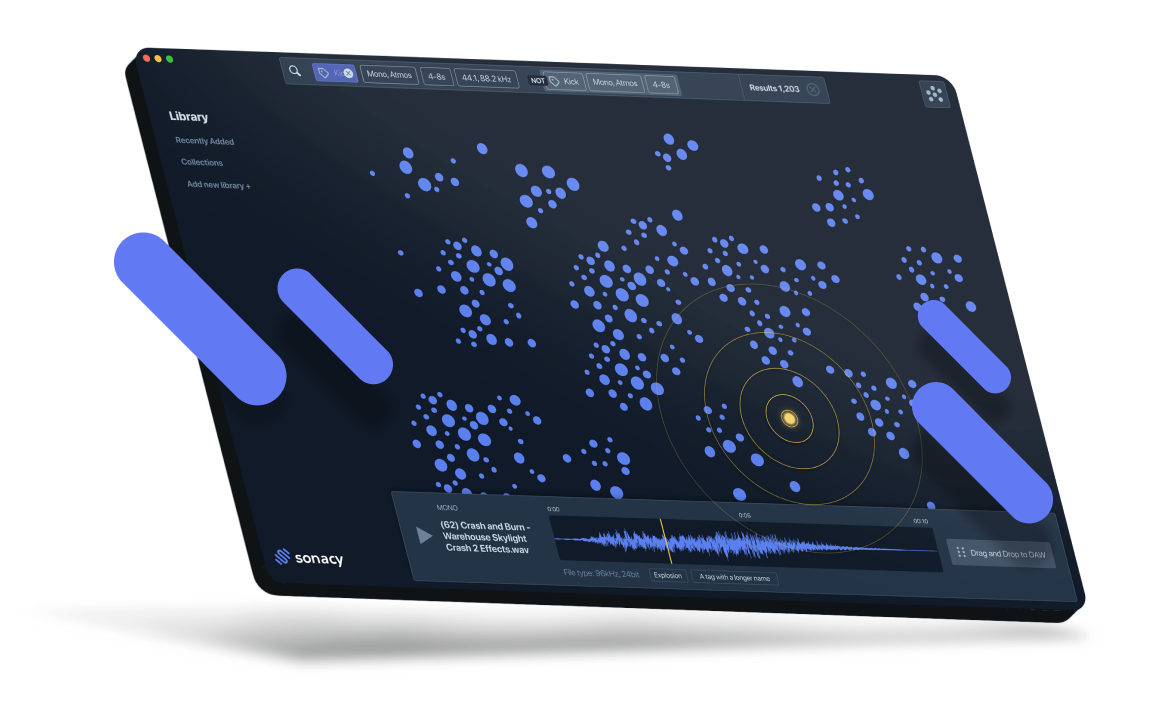 Mono, Atmos
4-8s
44.1, 88.2 kHz
NOT
Kick
Mono, Atmos
4-8s
Results 1,203
Library
Recently Added
Collections
Add new library +
MONO
(62) Crash and Burn -
Warehouse Skylight
Crash 2 Effects.wav
0:00
0:05
00:10
Drag and Drop to DAW
File type: 96kHz, 24bit
Explosion
A tag with a longer name
sonacy